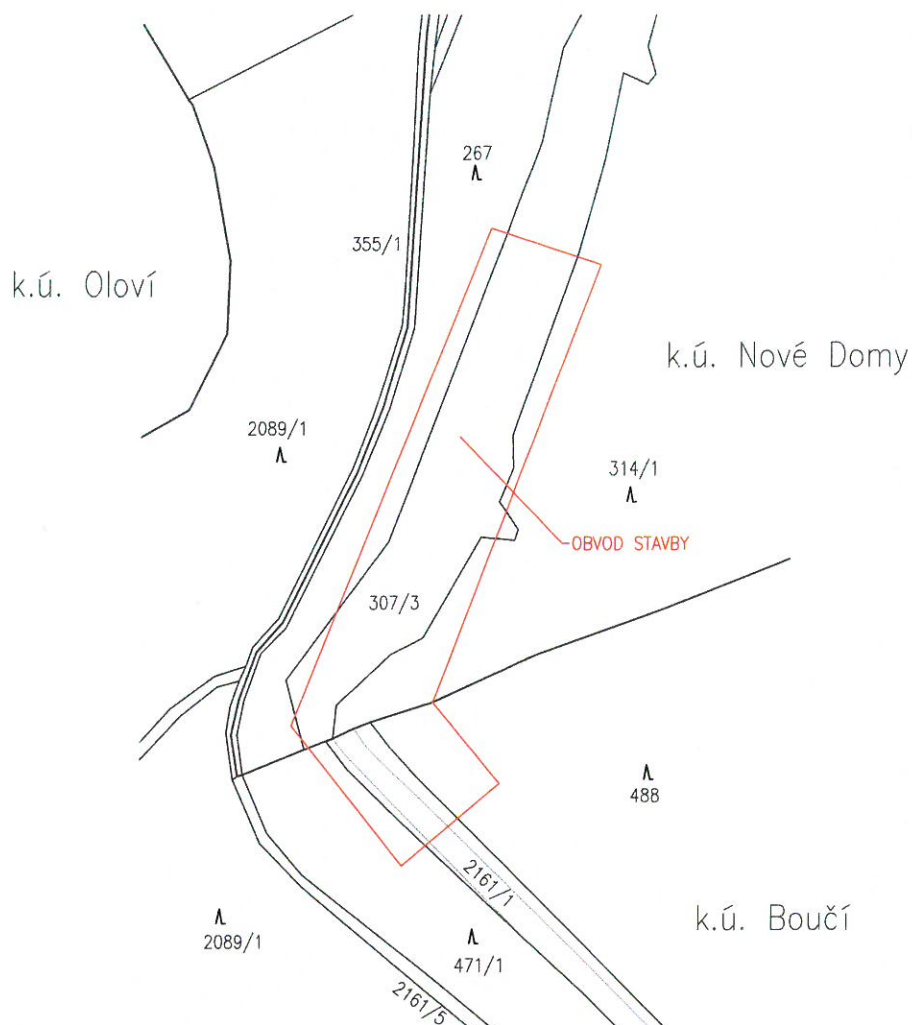 267
355/1
k.ú. Oloví
k.ú. Nové Domy
2089/1
314/1
OBVOD STAVBY
307/3
488
2161/1
k.ú. Boučí
2089/1
471/1
2161/5